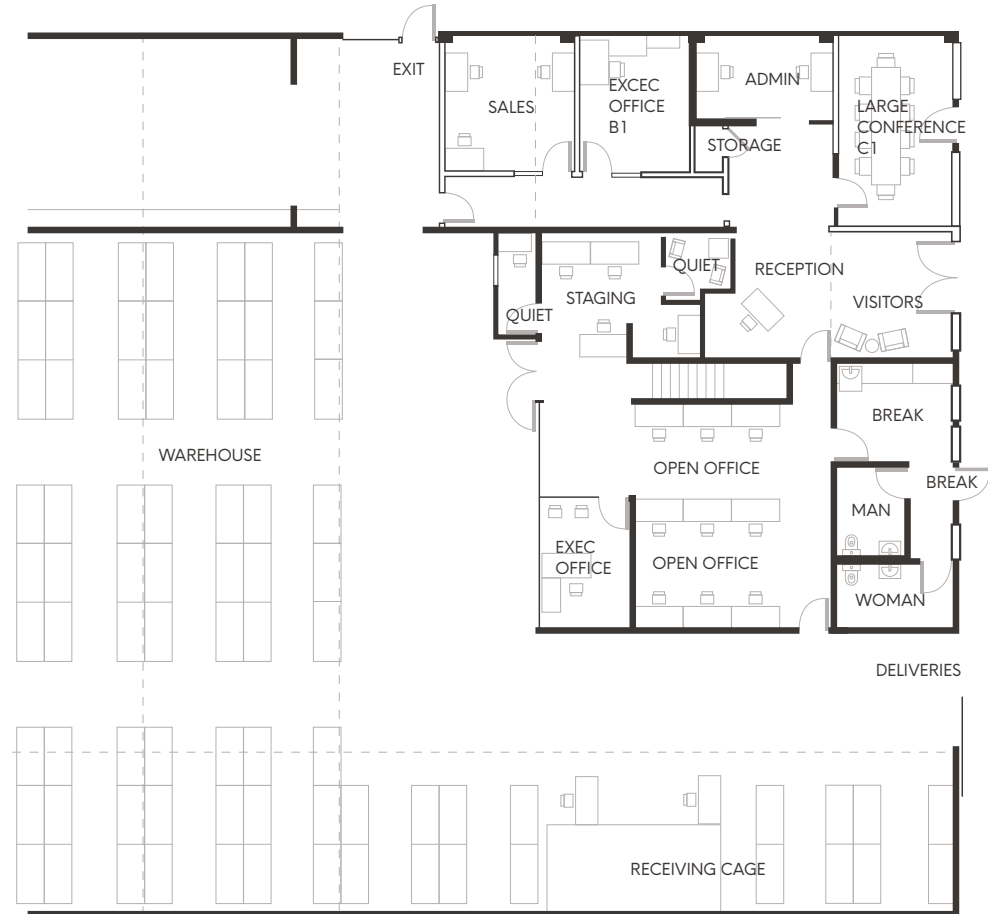 EXIT
SALES
EXCEC
OFFICE
B1
ADMIN
STORAGE
LARGE
CONFERENCE
C1
QUIET
RECEPTION
STAGING
VISITORS
QUIET
BREAK
WAREHOUSE
OPEN OFFICE
BREAK
MAN
EXEC
OFFICE
OPEN OFFICE
WOMAN
DELIVERIES
RECEIVING CAGE